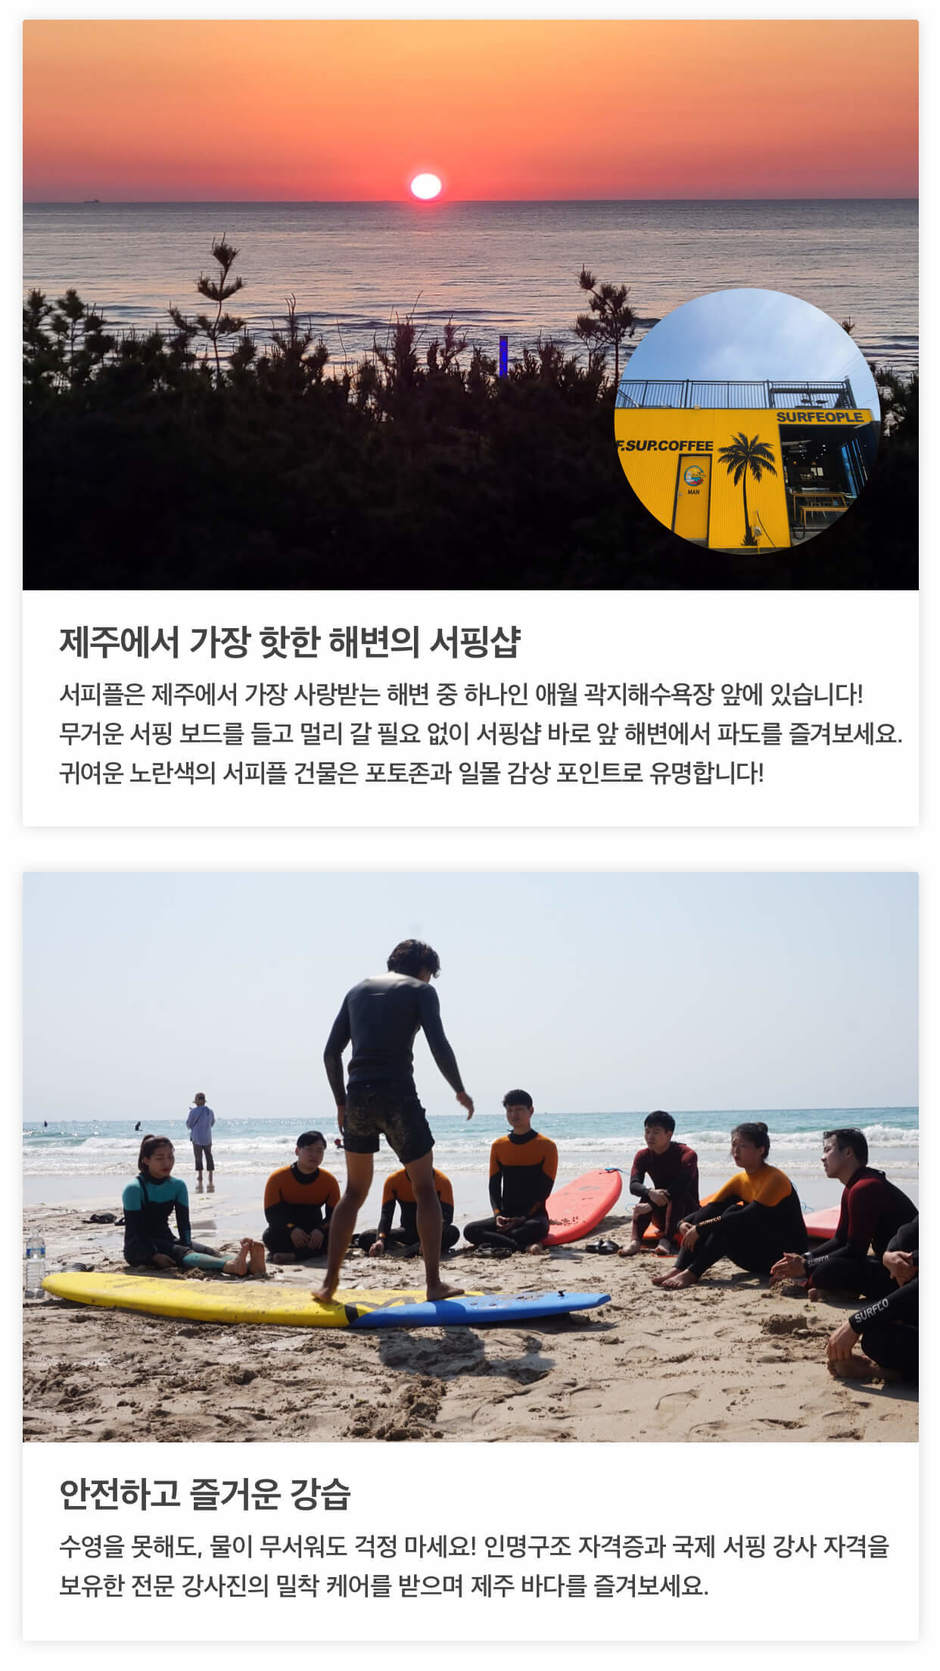 SURFEOPLE
F.SUP.COFFEE
MAN
제주에서 가장 핫한 해변의 서핑샵
서피플은 제주에서 가장 사랑받는 해변 중 하나인 애월 곽지해수욕장 앞에 있습니다!
무거운 서핑 보드를 들고 멀리 갈 필요 없이 서핑샵 바로 앞 해변에서 파도를 즐겨보세요.
귀여운 노란색의 서피플 건물은 포토존과 일몰 감상 포인트로 유명합니다!
SURFCO
SURFCO
안전하고 즐거운 강습
수영을 못해도, 물이 무서워도 걱정 마세요! 인명구조 자격증과 국제 서핑 강사 자격을
보유한 전문 강사진의 밀착 케어를 받으며 제주 바다를 즐겨보세요.